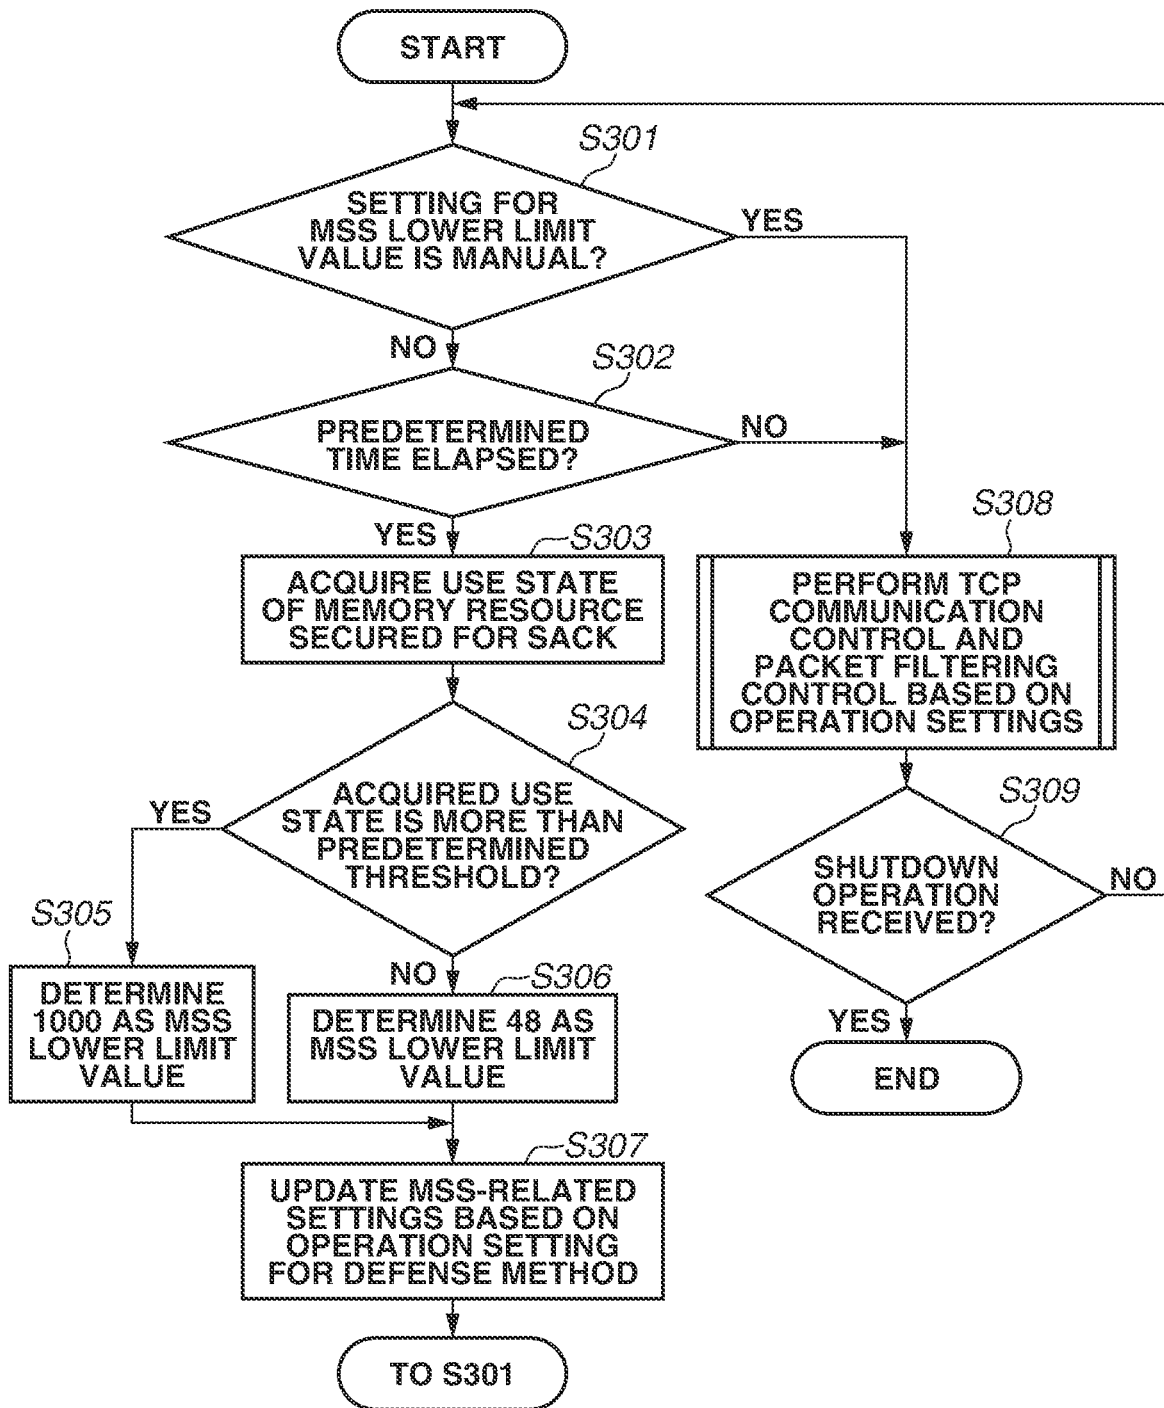 START
S301
SETTING FOR
MSS LOWER LIMIT
VALUE IS MANUAL?
YES
NO
S302
PREDETERMINED
TIME ELAPSED?
NO
YES
S303
ACQUIRE USE STATE
OF MEMORY RESOURCE
SECURED FOR SACK
S308
PERFORM TCP
COMMUNICATION
CONTROL AND
PACKET FILTERING
CONTROL BASED ON
OPERATION SETTINGS
S304
ACQUIRED USE
STATE IS MORE THAN
PREDETERMINED
THRESHOLD?
YES
NO
S309
SHUTDOWN
OPERATION
RECEIVED?
NO
YES
END
S305
DETERMINE
1000 AS MSS
LOWER LIMIT
VALUE
S306
DETERMINE 48 AS
MSS LOWER LIMIT
VALUE
S307
UPDATE MSS-RELATED
SETTINGS BASED ON
OPERATION SETTING
FOR DEFENSE METHOD
TO S301